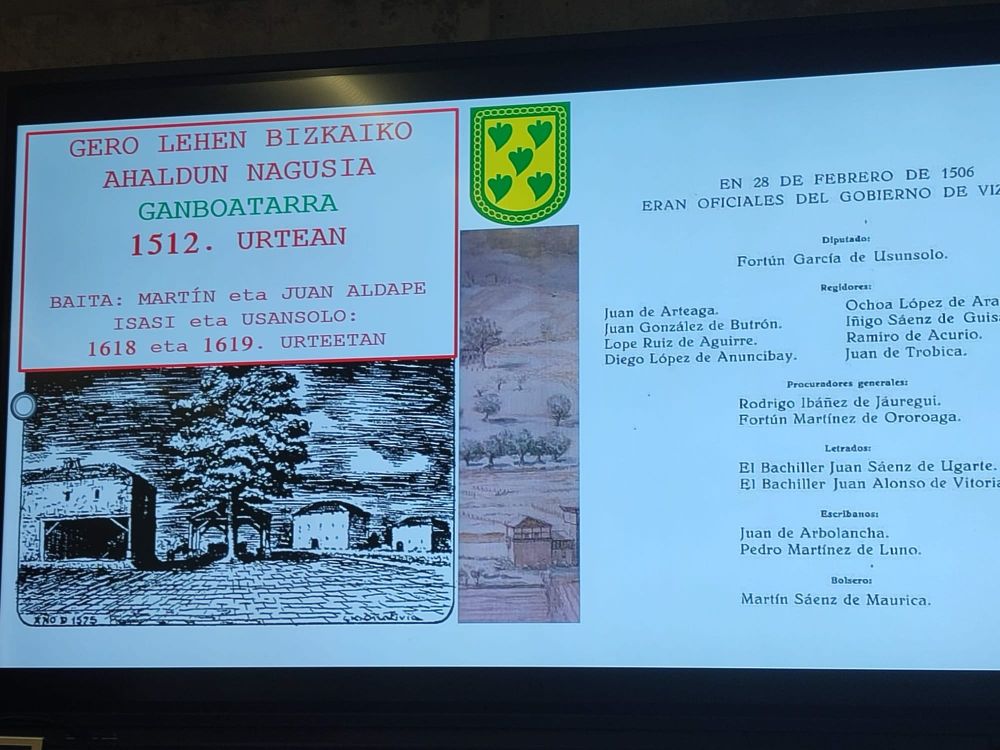 GERO LEHEN BIZKAIKO
AHALDUN NAGUSIA
GANBOATARRA
1512. URTEAN
BAITA: MARTÍN eta JUAN ALDAPE
ISASI eta USANSOLO:
1618 eta 1619. URTEETAN
AÑO D 1575
EN 28 DE FEBRERO DE 1506
ERAN OFICIALES DEL GOBIERNO DE VIZ
Diputado:
Fortún García de Usunsolo.
Regidores:
Juan de Arteaga.
Juan González de Butrón.
Lope Ruiz de Aguirre.
Diego López de Anuncibay.
Ochoa López de Ara
Iñigo Sáenz de Guis
Ramiro de Acurio.
Juan de Trobica.
Procuradores generales:
Rodrigo Ibáñez de Jáuregui.
Fortún Martínez de Ororoaga.
Letrados:
El Bachiller Juan Sáenz de Ugarte.
El Bachiller Juan Alonso de Vitoria
Escribanos:
Juan de Arbolancha.
Pedro Martínez de Luno.
Bolsero:
Martín Sáenz de Maurica.